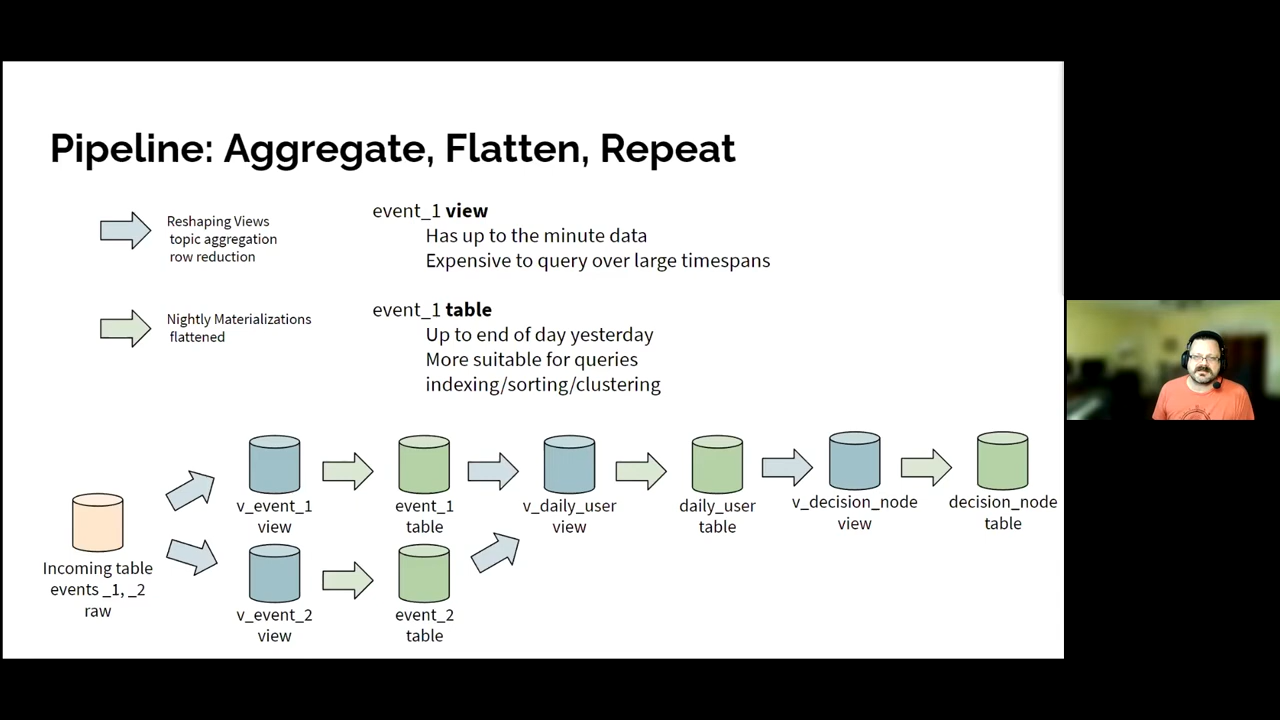 Pipeline: Aggregate, Flatten, Repeat
Reshaping Views
topic aggregation
row reduction
event_1 view
Has up to the minute data
Expensive to query over large timespans
Nightly Materializations
flattened
event_1 table
Up to end of day yesterday
More suitable for queries
indexing/sorting/clustering
Incoming table
events _1, _2
raw
v_event_1
view
event_1
table
v_daily_user
view
daily_user
table
v_decision_node
view
decision_node
table
v_event_2
view
event_2
table